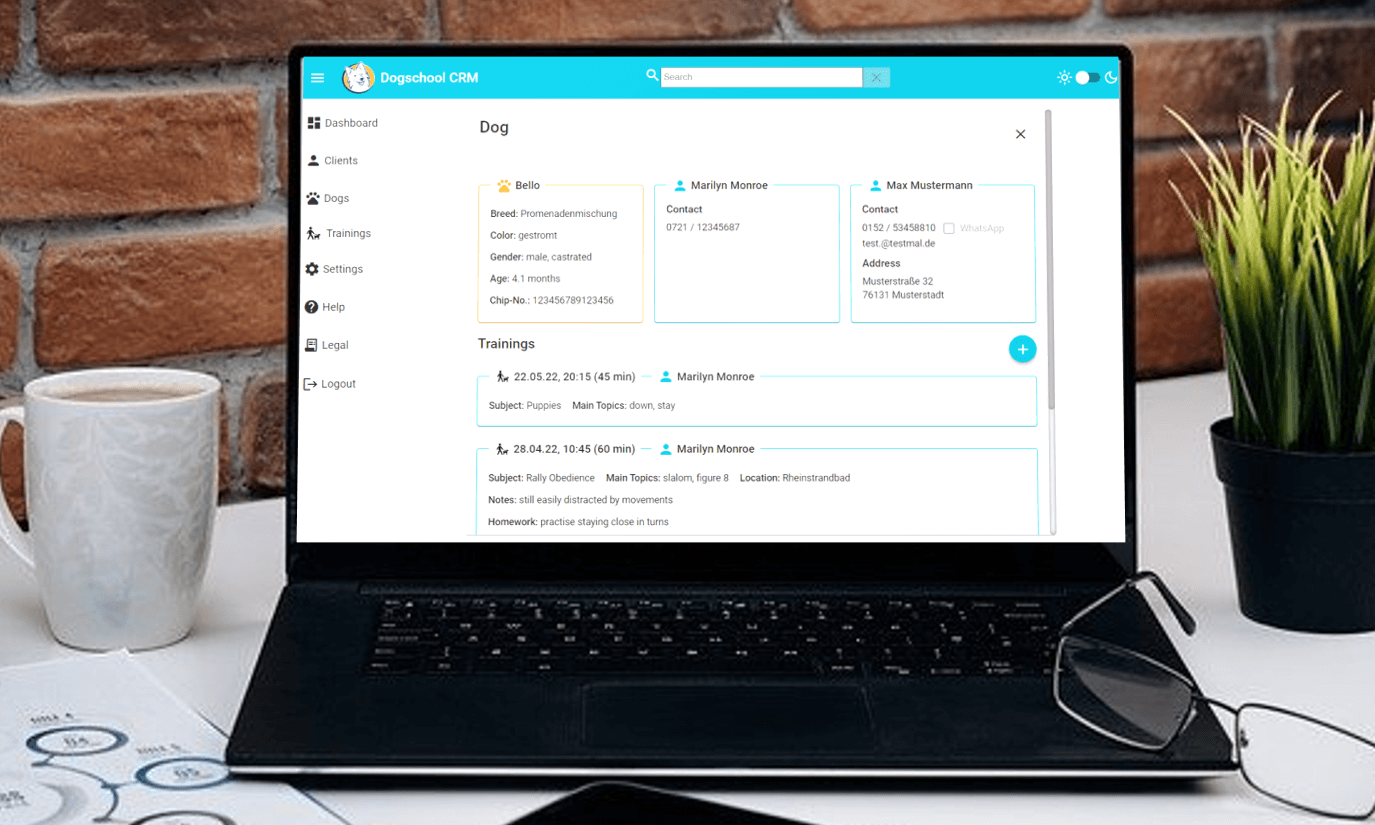 Dogschool CRM
Search
Dashboard
Clients
Dogs
Trainings
Settings
Help
Legal
Logout
Dog
Bello
Breed: Promenadenmischung
Color: gestromt
Gender: male, castrated
Age: 4.1 months
Chip-No.: 123456789123456
Marilyn Monroe
Contact
0721 / 12345687
Max Mustermann
Contact
0152 / 53458810 WhatsApp
test.@testmal.de
Address
Musterstraße 32
76131 Musterstadt
Trainings
22.05.22, 20:15 (45 min) Marilyn Monroe
Subject: Puppies Main Topics: down, stay
28.04.22, 10:45 (60 min) Marilyn Monroe
Subject: Rally Obedience Main Topics: slalom, figure 8 Location: Rheinstrandbad
Notes: still easily distracted by movements
Homework: practise staying close in turns
04
05